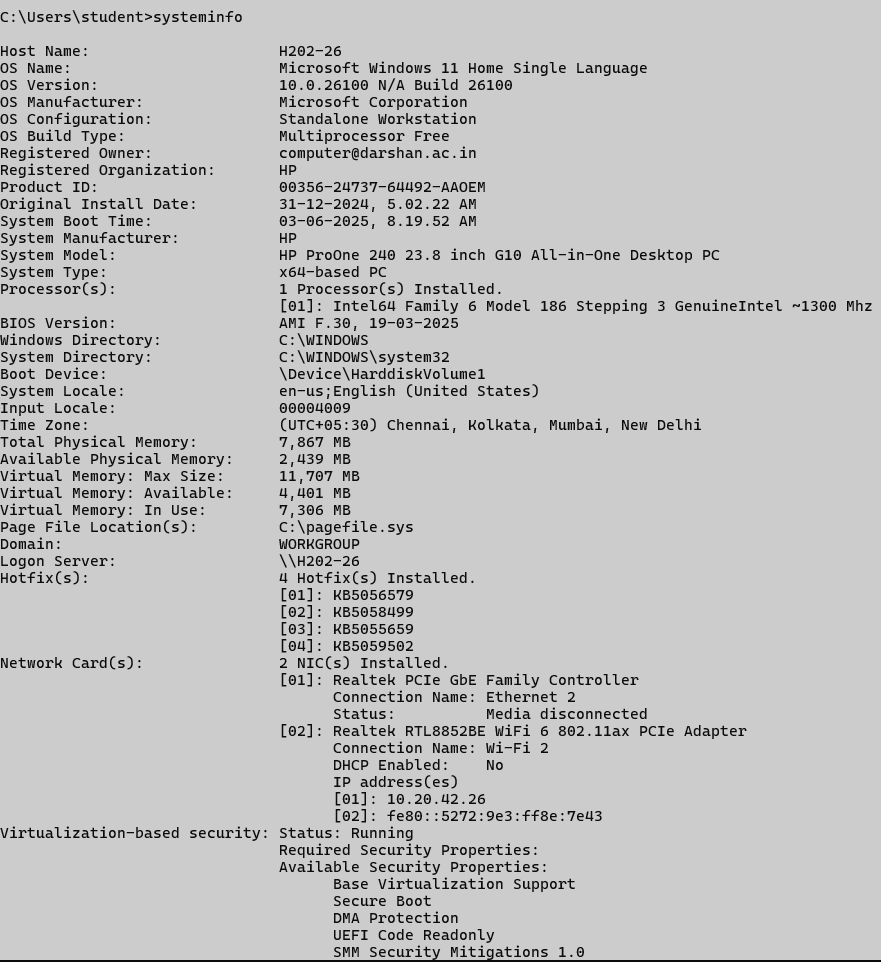 C:\Users\student>systeminfo
Host Name: H202-26
OS Name: Microsoft Windows 11 Home Single Language
OS Version: 10.0.26100 N/A Build 26100
OS Manufacturer: Microsoft Corporation
OS Configuration: Standalone Workstation
OS Build Type: Multiprocessor Free
Registered Owner: computer@darshan.ac.in
Registered Organization: HP
Product ID: 00356-24737-64492-AAOEM
Original Install Date: 31-12-2024, 5.02.22 AM
System Boot Time: 03-06-2025, 8.19.52 AM
System Manufacturer: HP
System Model: HP ProOne 240 23.8 inch G10 All-in-One Desktop PC
System Type: x64-based PC
Processor(s): 1 Processor(s) Installed.
[01]: Intel64 Family 6 Model 186 Stepping 3 GenuineIntel ~1300 Mhz
BIOS Version: AMI F.30, 19-03-2025
Windows Directory: C:\WINDOWS
System Directory: C:\WINDOWS\system32
Boot Device: \Device\HarddiskVolume1
System Locale: en-us;English (United States)
Input Locale: 00004009
Time Zone: (UTC+05:30) Chennai, Kolkata, Mumbai, New Delhi
Total Physical Memory: 7,867 MB
Available Physical Memory: 2,439 MB
Virtual Memory: Max Size: 11,707 MB
Virtual Memory: Available: 4,401 MB
Virtual Memory: In Use: 7,306 MB
Page File Location(s): C:\pagefile.sys
Domain: WORKGROUP
Logon Server: \\H202-26
Hotfix(s): 4 Hotfix(s) Installed.
[01]: KB5056579
[02]: KB5058499
[03]: KB5055659
[04]: KB5059502
Network Card(s): 2 NIC(s) Installed.
[01]: Realtek PCIe GbE Family Controller
Connection Name: Ethernet 2
Status: Media disconnected
[02]: Realtek RTL8852BE WiFi 6 802.11ax PCIe Adapter
Connection Name: Wi-Fi 2
DHCP Enabled: No
IP address(es)
[01]: 10.20.42.26
[02]: fe80::5272:9e3:ff8e:7e43
Virtualization-based security: Status: Running
Required Security Properties:
Available Security Properties:
Base Virtualization Support
Secure Boot
DMA Protection
UEFI Code Readonly
SMM Security Mitigations 1.0